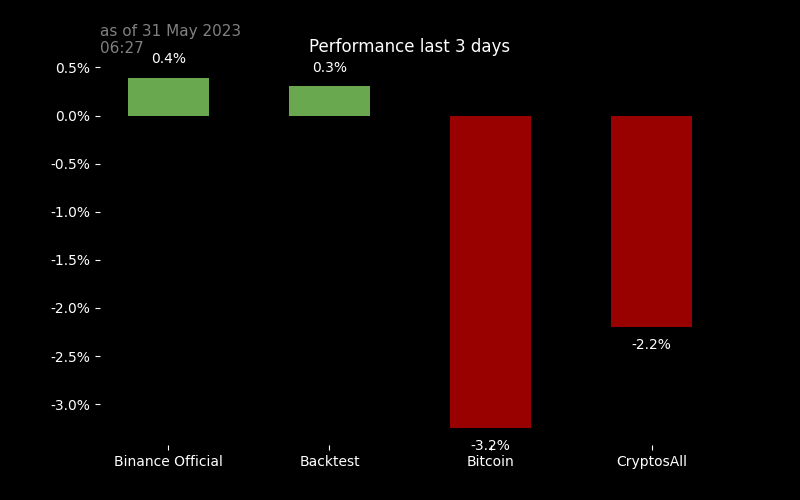 as of 31 May 2023
06:27
Performance last 3 days
0.4%
0.3%
0.5%
0.0%
-0.5%
-1.0%
-1.5%
-2.0%
-2.5%
-3.0%
-2.2%
-3.2%
Binance Official
Backtest
Bitcoin
CryptosAll